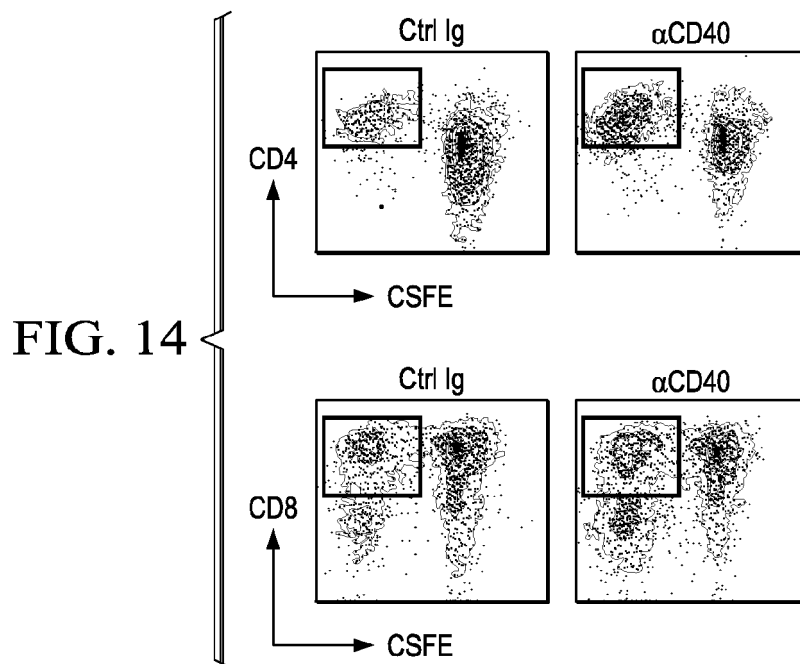 Ctrl Ig
αCD40
CD4
CSFE
FIG. 14
Ctrl Ig
αCD40
CD8
CSFE